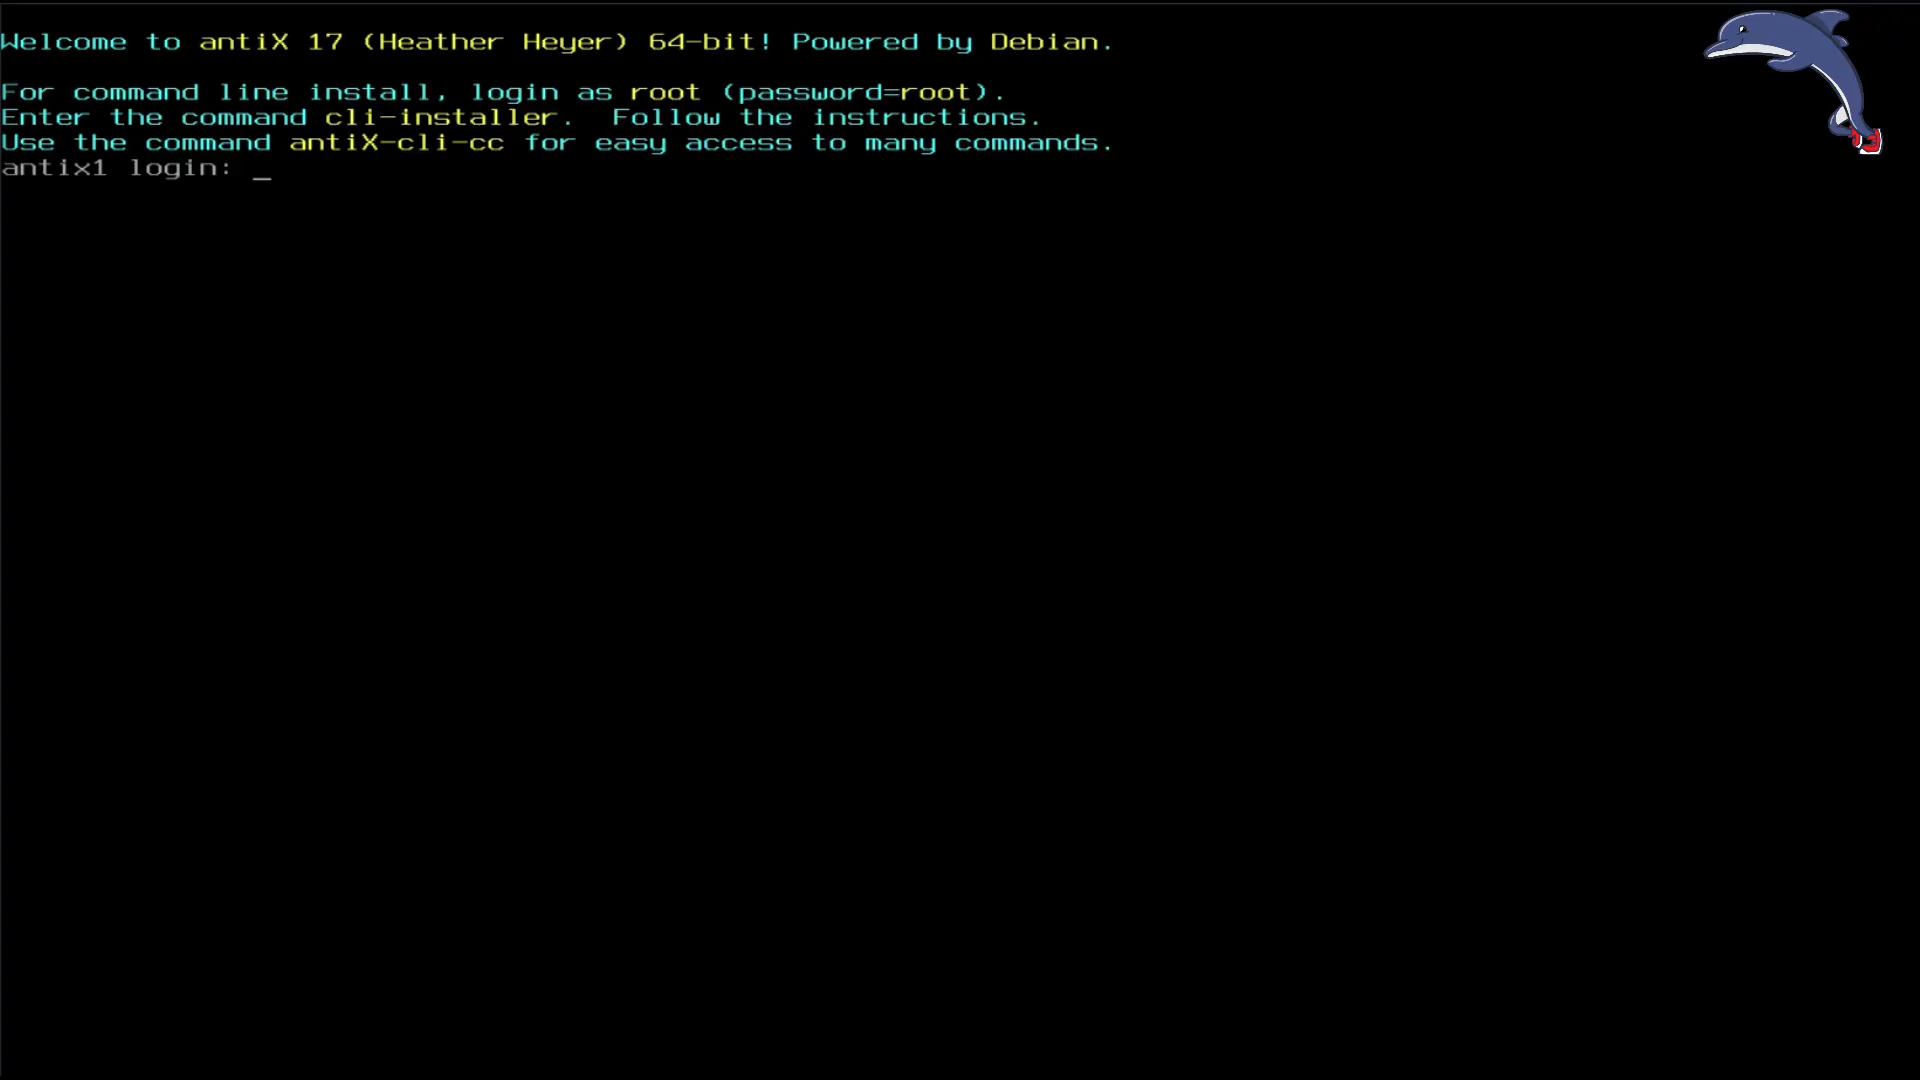 Welcome to antiX 17 (Heather Heyer) 64-bit! Powered by Debian.
For command line install, login as root (password=root).
Enter the command cli-installer.  Follow the instructions.
Use the command antiX-cli-cc for easy access to many commands.
antix1 login: _